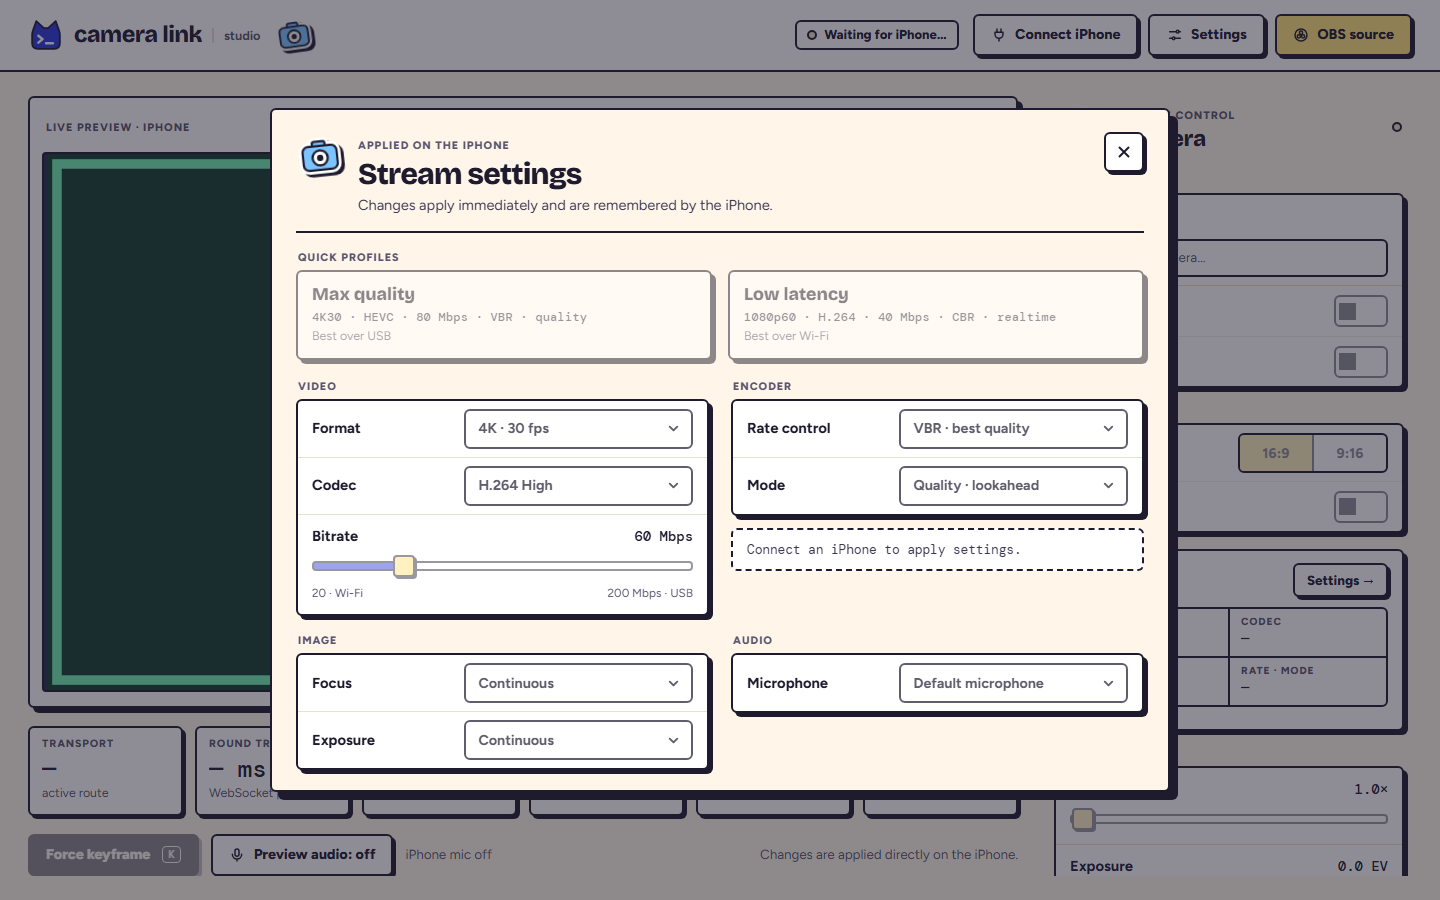 camera link
studio
Waiting for iPhone...
Connect iPhone
Settings
OBS source
LIVE PREVIEW · IPHONE
CONTROL
APPLIED ON THE IPHONE
Stream settings
Changes apply immediately and are remembered by the iPhone.
QUICK PROFILES
Max quality
4K30 · HEVC · 80 Mbps · VBR · quality
Best over USB
Low latency
1080p60 · H.264 · 40 Mbps · CBR · realtime
Best over Wi-Fi
VIDEO
Format
4K · 30 fps
Codec
H.264 High
Bitrate
60 Mbps
20 · Wi-Fi
200 Mbps · USB
ENCODER
Rate control
VBR · best quality
Mode
Quality · lookahead
Connect an iPhone to apply settings.
IMAGE
Focus
Continuous
Exposure
Continuous
AUDIO
Microphone
Default microphone
16:9
9:16
Settings →
CODEC
–
RATE · MODE
–
TRANSPORT
–
active route
ROUND TR
– ms
WebSocket
1.0×
Exposure
0.0 EV
Force keyframe K
Preview audio: off
iPhone mic off
Changes are applied directly on the iPhone.